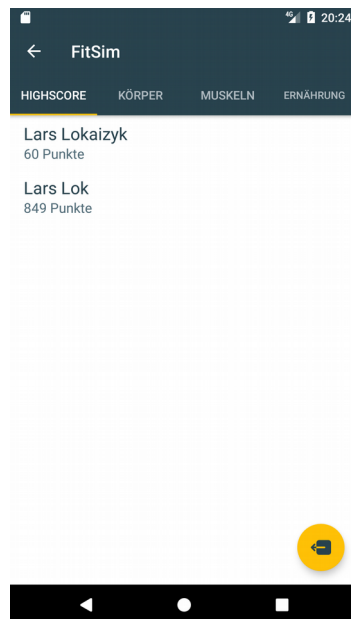 4G 20:24
FitSim
HIGHSCORE KÖRPER MUSKELN ERNÄHRUNG
Lars Lokaizyk
60 Punkte
Lars Lok
849 Punkte